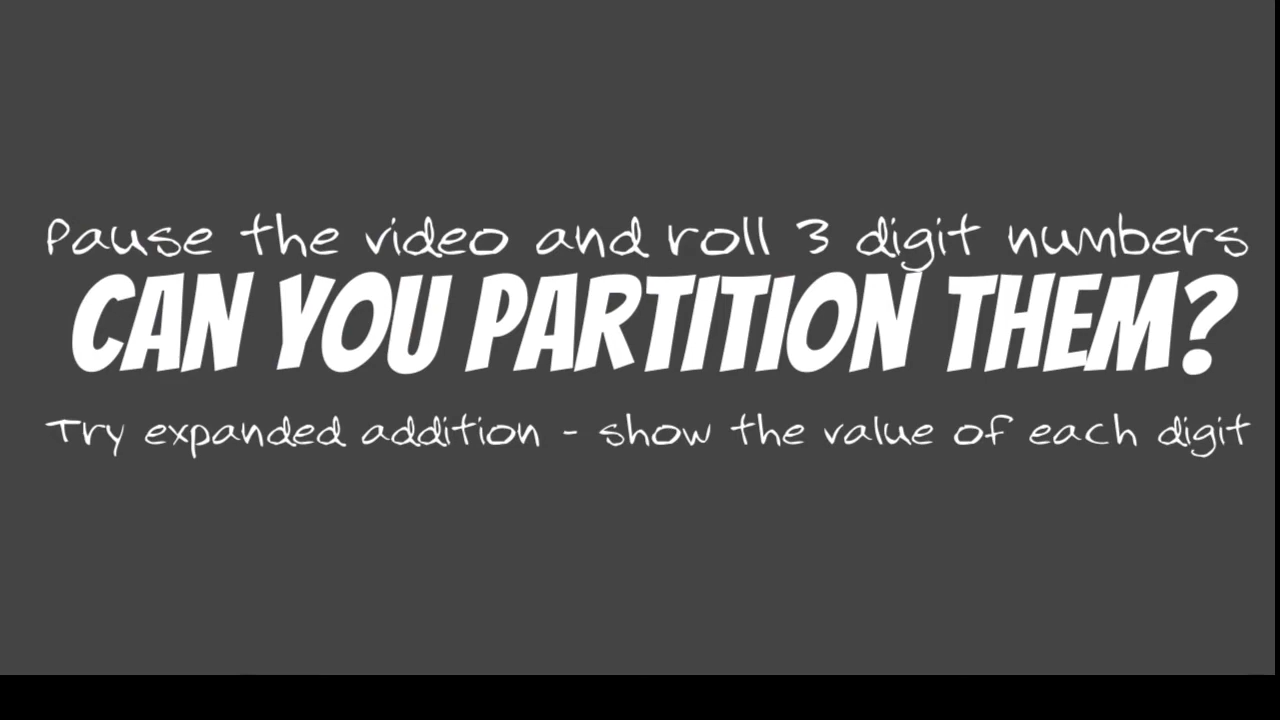 Pause the video and roll 3 digit numbers
CAN YOU PARTITION THEM?
Try expanded addition - show the value of each digit